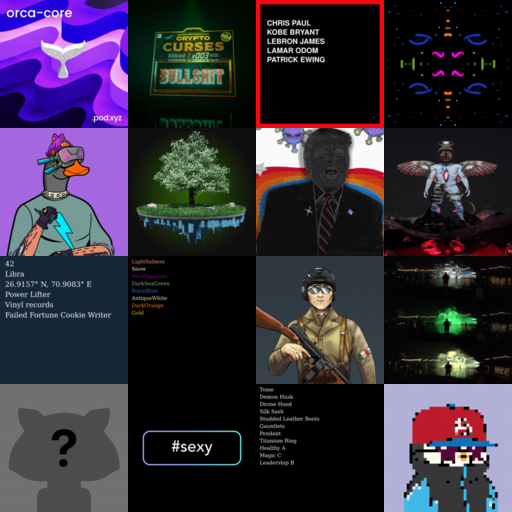 orca-core
.pod.xyz
CRYPTO
CURSES
#003
BULLSHIT
CHRIS PAUL
KOBE BRYANT
LEBRON JAMES
LAMAR ODOM
PATRICK EWING
42
Libra
26.9157° N, 70.9083° E
Power Lifter
Vinyl records
Failed Fortune Cookie Writer
LightSalmon
Snow
DarkMagenta
DarkSeaGreen
RoyalBlue
AntiqueWhite
DarkOrange
Gold
?
#sexy
Tome
Demon Husk
Divine Hood
Silk Sash
Studded Leather Boots
Gauntlets
Pendant
Titanium Ring
Healthy A
Magic C
Leadership B